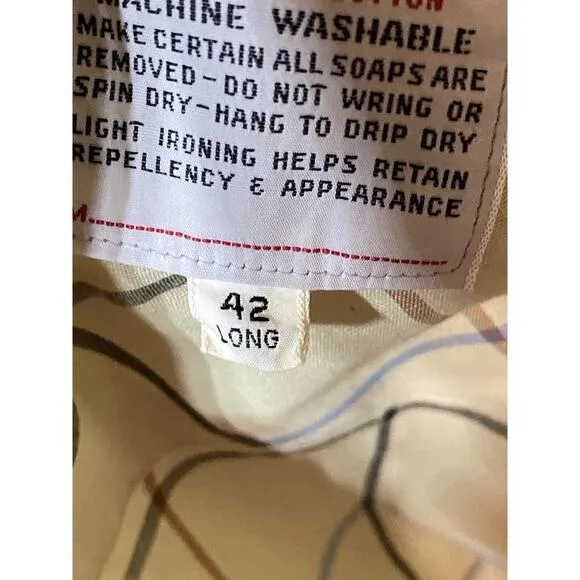 COTTON
MACHINE WASHABLE
MAKE CERTAIN ALL SOAPS ARE
REMOVED-DO NOT WRING OR
SPIN DRY-HANG TO DRIP DRY
LIGHT IRONING HELPS RETAIN
REPELLENCY & APPEARANCE
M
42
LONG